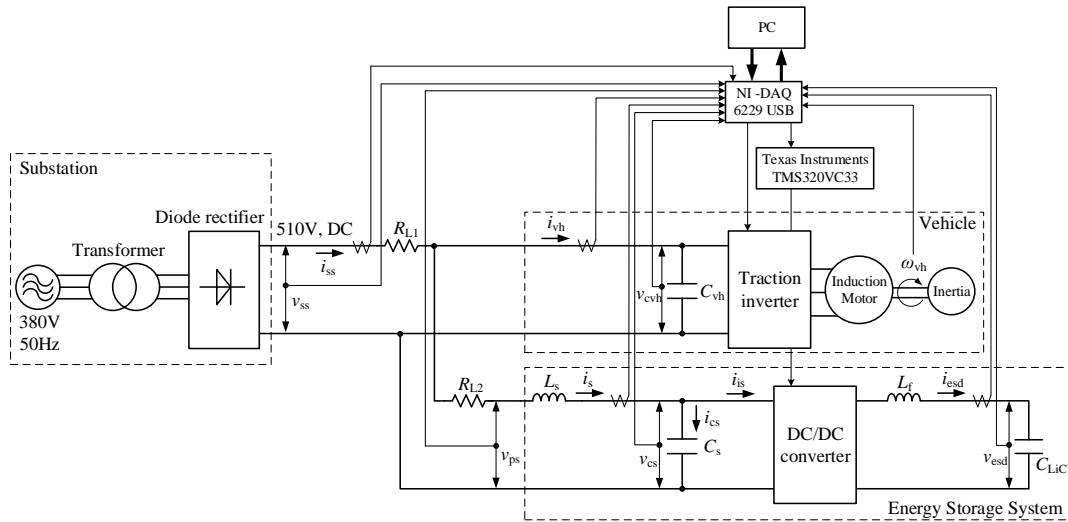 PC
NI -DAQ
6229 USB
Texas Instruments
TMS320VC33
Substation
Diode rectifier
Transformer
380V
50Hz
510V, DC
iss
vss
RL1
ivh
Vehicle
vcvh
Cvh
Traction
inverter
Induction
Motor
ωvh
Inertia
RL2
vps
Ls
is
vcs
ics
Cs
iis
DC/DC
converter
Lf
iesd
vesd
CLiC
Energy Storage System